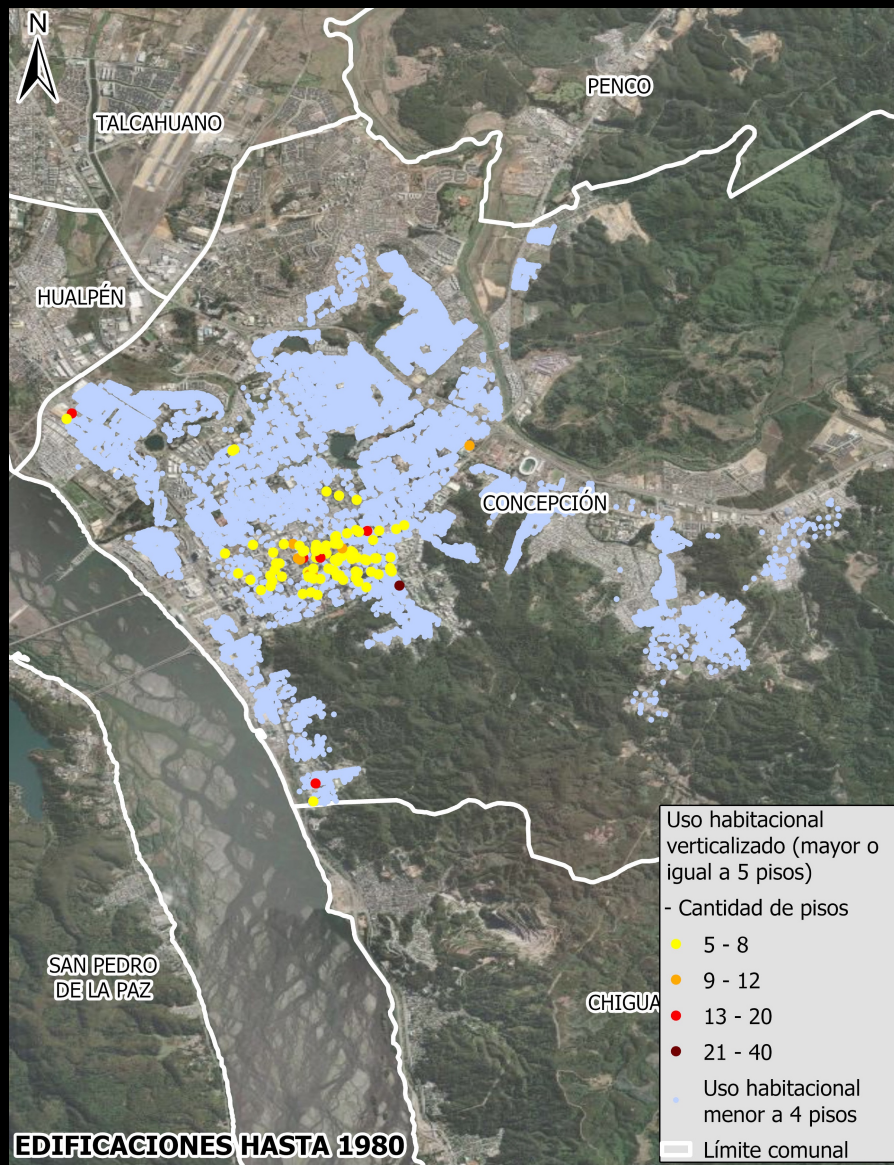 N
PENCO
TALCAHUANO
HUALPÉN
CONCEPCIÓN
SAN PEDRO
DE LA PAZ
CHIGUA
Uso habitacional
verticalizado (mayor o
igual a 5 pisos)
- Cantidad de pisos
5 - 8
9 - 12
13 - 20
21 - 40
Uso habitacional
menor a 4 pisos
Límite comunal
EDIFICACIONES HASTA 1980